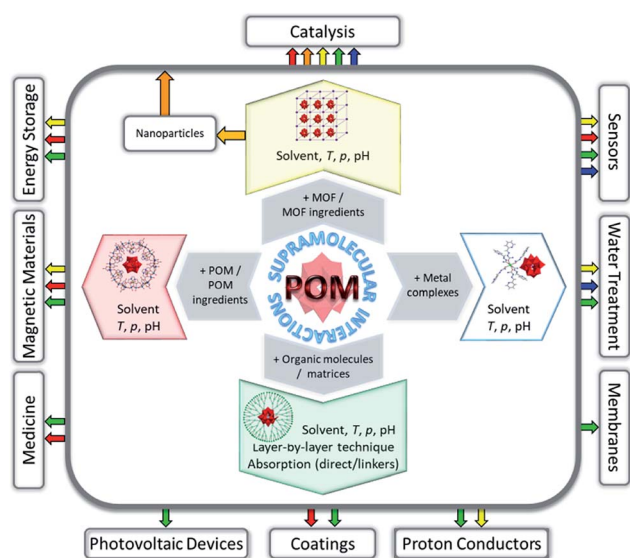 Catalysis
Energy Storage
Nanoparticles
Solvent, T, p, pH
Sensors
+ MOF /
MOF ingredients
Magnetic Materials
Solvent
T, p, pH
+ POM /
POM
ingredients
SUPRAMOLECULAR
INTERACTIONS
POM
+ Metal
complexes
Solvent
T, p, pH
Water Treatment
+ Organic molecules
/ matrices
Medicine
Solvent, T, p, pH
Layer-by-layer technique
Absorption (direct/linkers)
Membranes
Photovoltaic Devices
Coatings
Proton Conductors